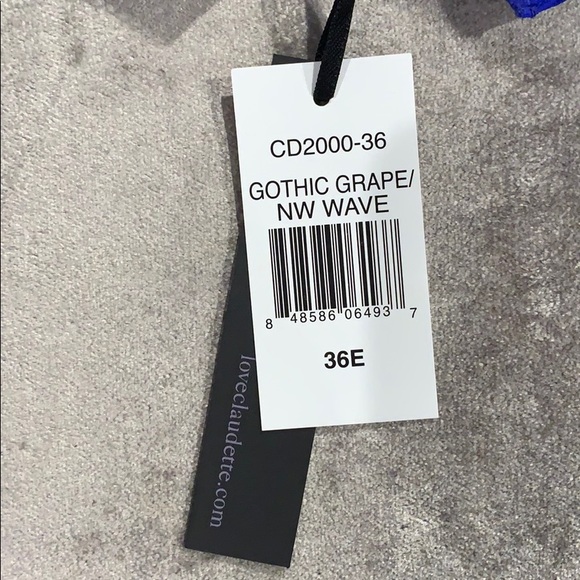 CD2000-36
GOTHIC GRAPE/
NW WAVE
8 48586 06493 7
36E
loveclaudette.com